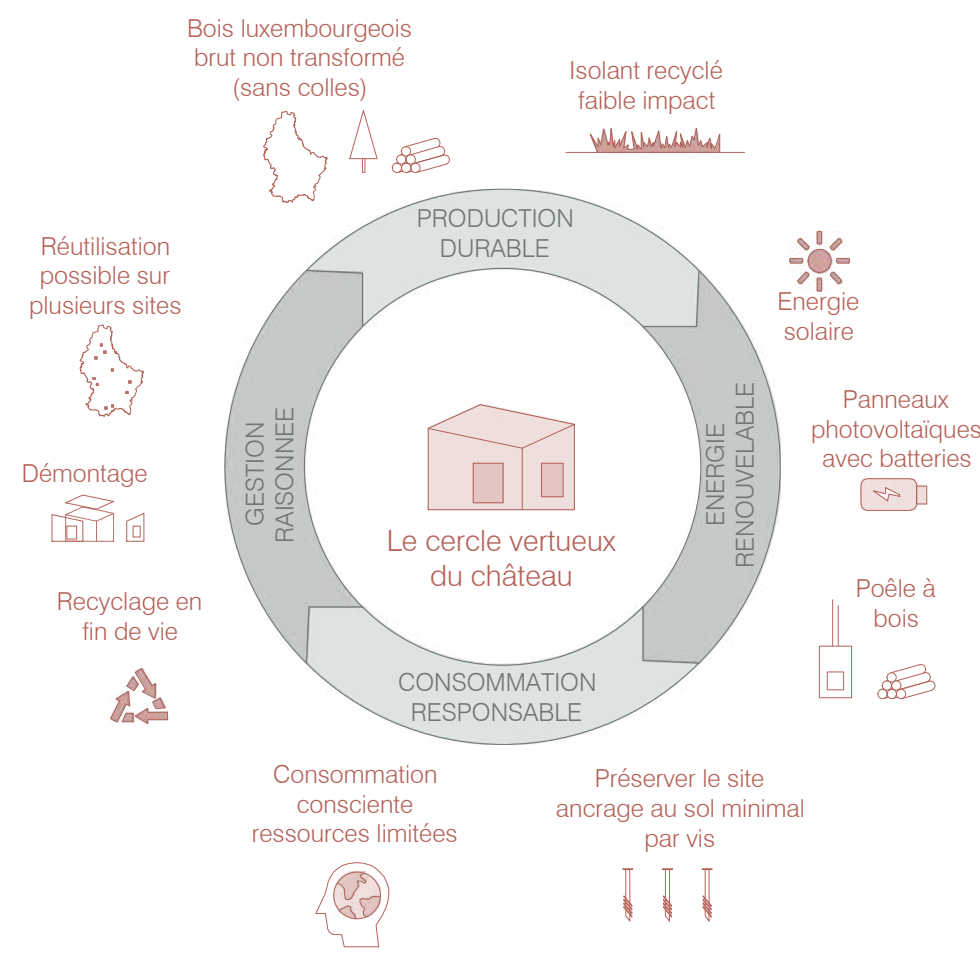 Bois luxembourgeois
brut non transformé
(sans colles)
Isolant recyclé
faible impact
PRODUCTION
DURABLE
Réutilisation
possible sur
plusieurs sites
Energie
solaire
Panneaux
photovoltaïques
avec batteries
GESTION
RAISONNEE
ENERGIE
RENOUVELABLE
Démontage
Le cercle vertueux
du château
Recyclage en
fin de vie
Poêle à
bois
CONSOMMATION
RESPONSABLE
Consommation
consciente
ressources limitées
Préserver le site
ancrage au sol minimal
par vis